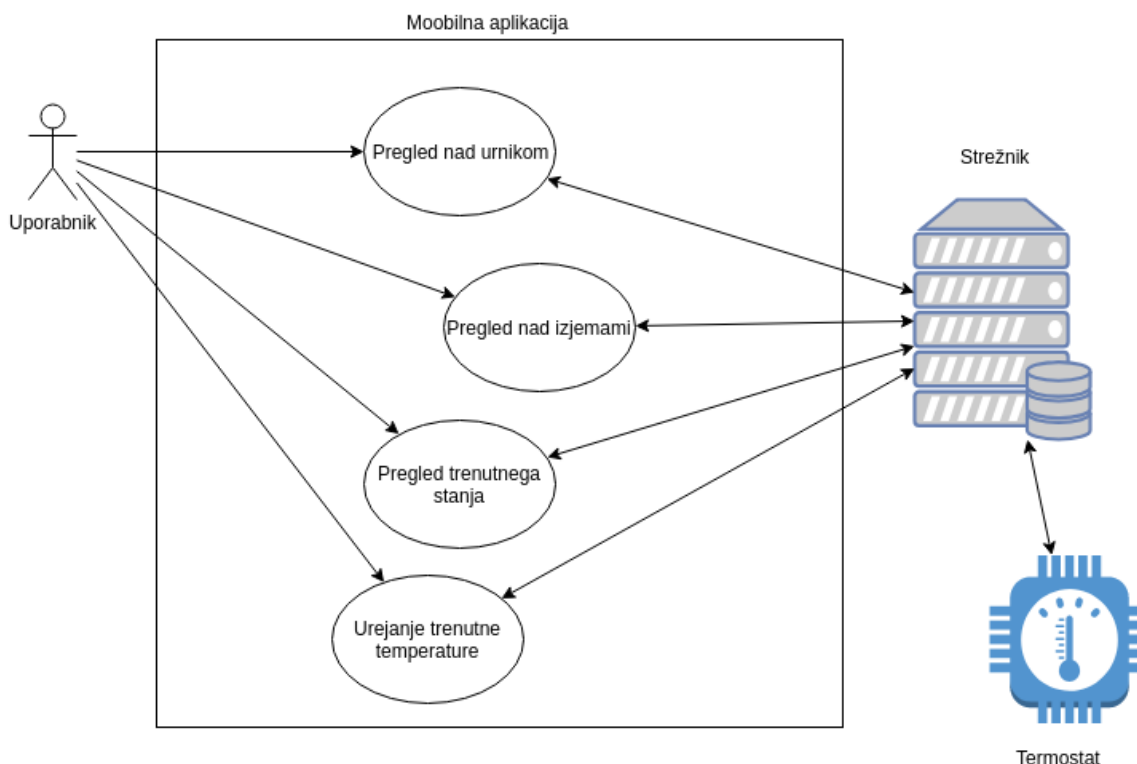 Moobilna aplikacija
Uporabnik
Pregled nad urnikom
Strežnik
Pregled nad izjemami
Pregled trenutnega
stanja
Urejanje trenutne
temperature
Termostat